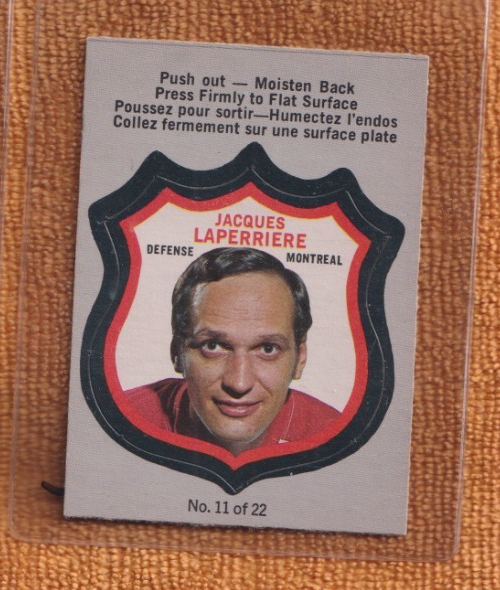 Push out — Moisten Back
Press Firmly to Flat Surface
Poussez pour sortir—Humectez l'endos
Collez fermement sur une surface plate
JACQUES
LAPERRIERE
DEFENSE MONTREAL
No. 11 of 22